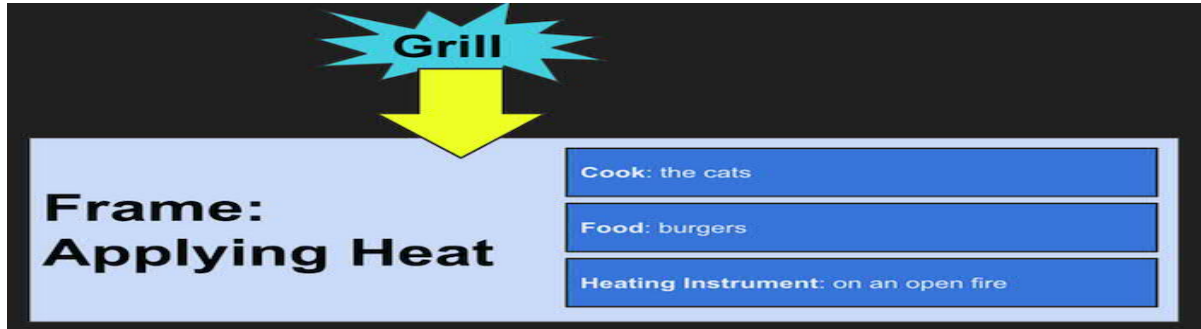 Grill
Frame:
Applying Heat
Cook: the cats
Food: burgers
Heating Instrument: on an open fire